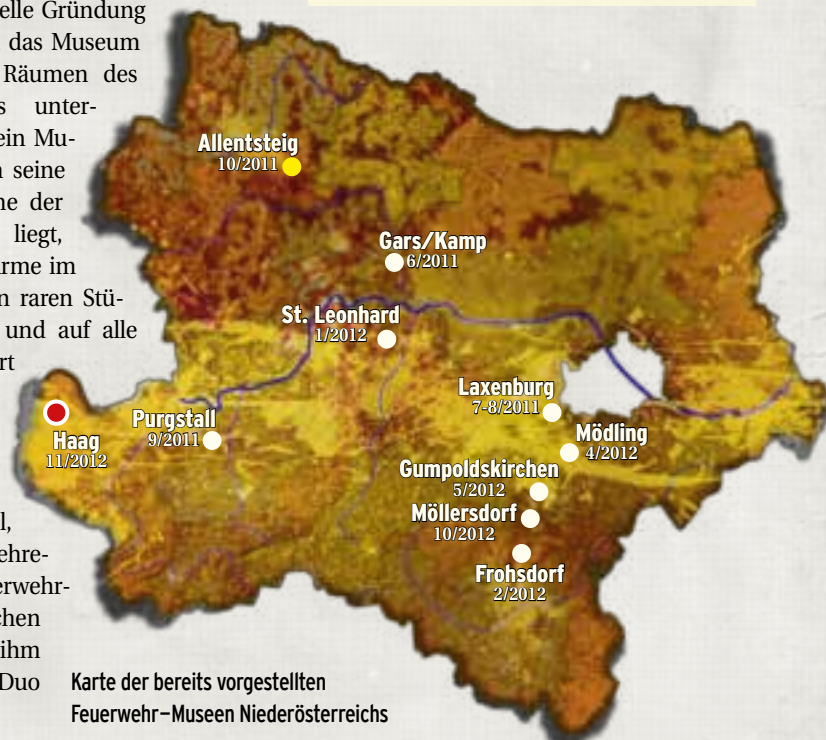 elle Gründung
das Museum
Räumen des
s unter-
ein Mu-
n seine
ne der
liegt,
rme im
n raren Stü-
und auf alle
rt
l,
ehre-
erwehr-
chen
ihm
Duo
Allentsteig
10/2011
Gars/Kamp
6/2011
St. Leonhard
1/2012
Laxenburg
7-8/2011
Mödling
4/2012
Haag
11/2012
Purgstall
9/2011
Gumpoldskirchen
5/2012
Möllersdorf
10/2012
Frohsdorf
2/2012
Karte der bereits vorgestellten
Feuerwehr-Museen Niederösterreichs